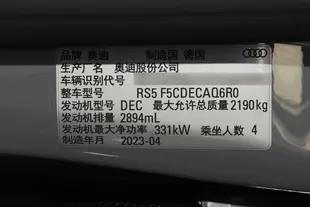 品牌 奥迪 制造国 德国
生产厂名 奥迪股份公司
车辆识别代号
整车型号 RS5 F5CDECAQ6R0
发动机型号 DEC 最大允许总质量 2190kg
发动机排量 2894mL
发动机最大净功率 331kW 乘坐人数 4
制造年月 2023-04